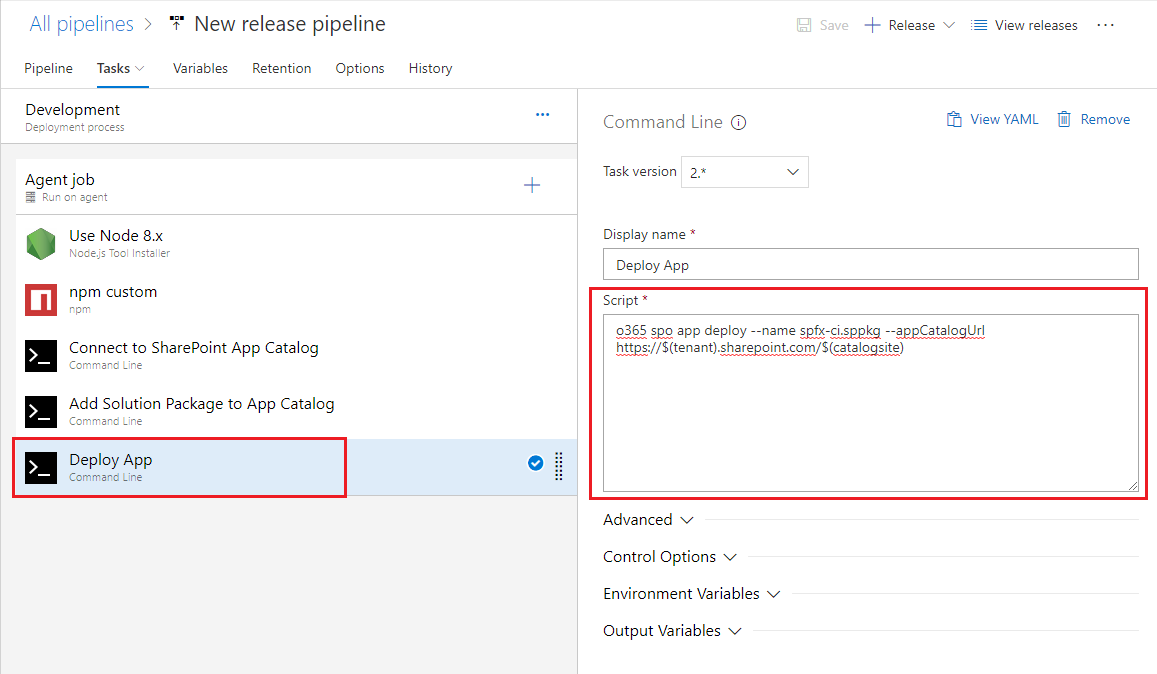 All pipelines > New release pipeline
Save + Release View releases ...
Pipeline Tasks Variables Retention Options History
Development
Deployment process
...
Agent job
Run on agent
+
Use Node 8.x
Node.js Tool Installer
npm custom
npm
Connect to SharePoint App Catalog
Command Line
Add Solution Package to App Catalog
Command Line
Deploy App
Command Line
Command Line
View YAML Remove
Task version 2.*
Display name *
Deploy App
Script *
o365 spo app deploy --name spfx-ci.sppkg --appCatalogUrl
https://$(tenant).sharepoint.com/$(catalogsite)
Advanced
Control Options
Environment Variables
Output Variables